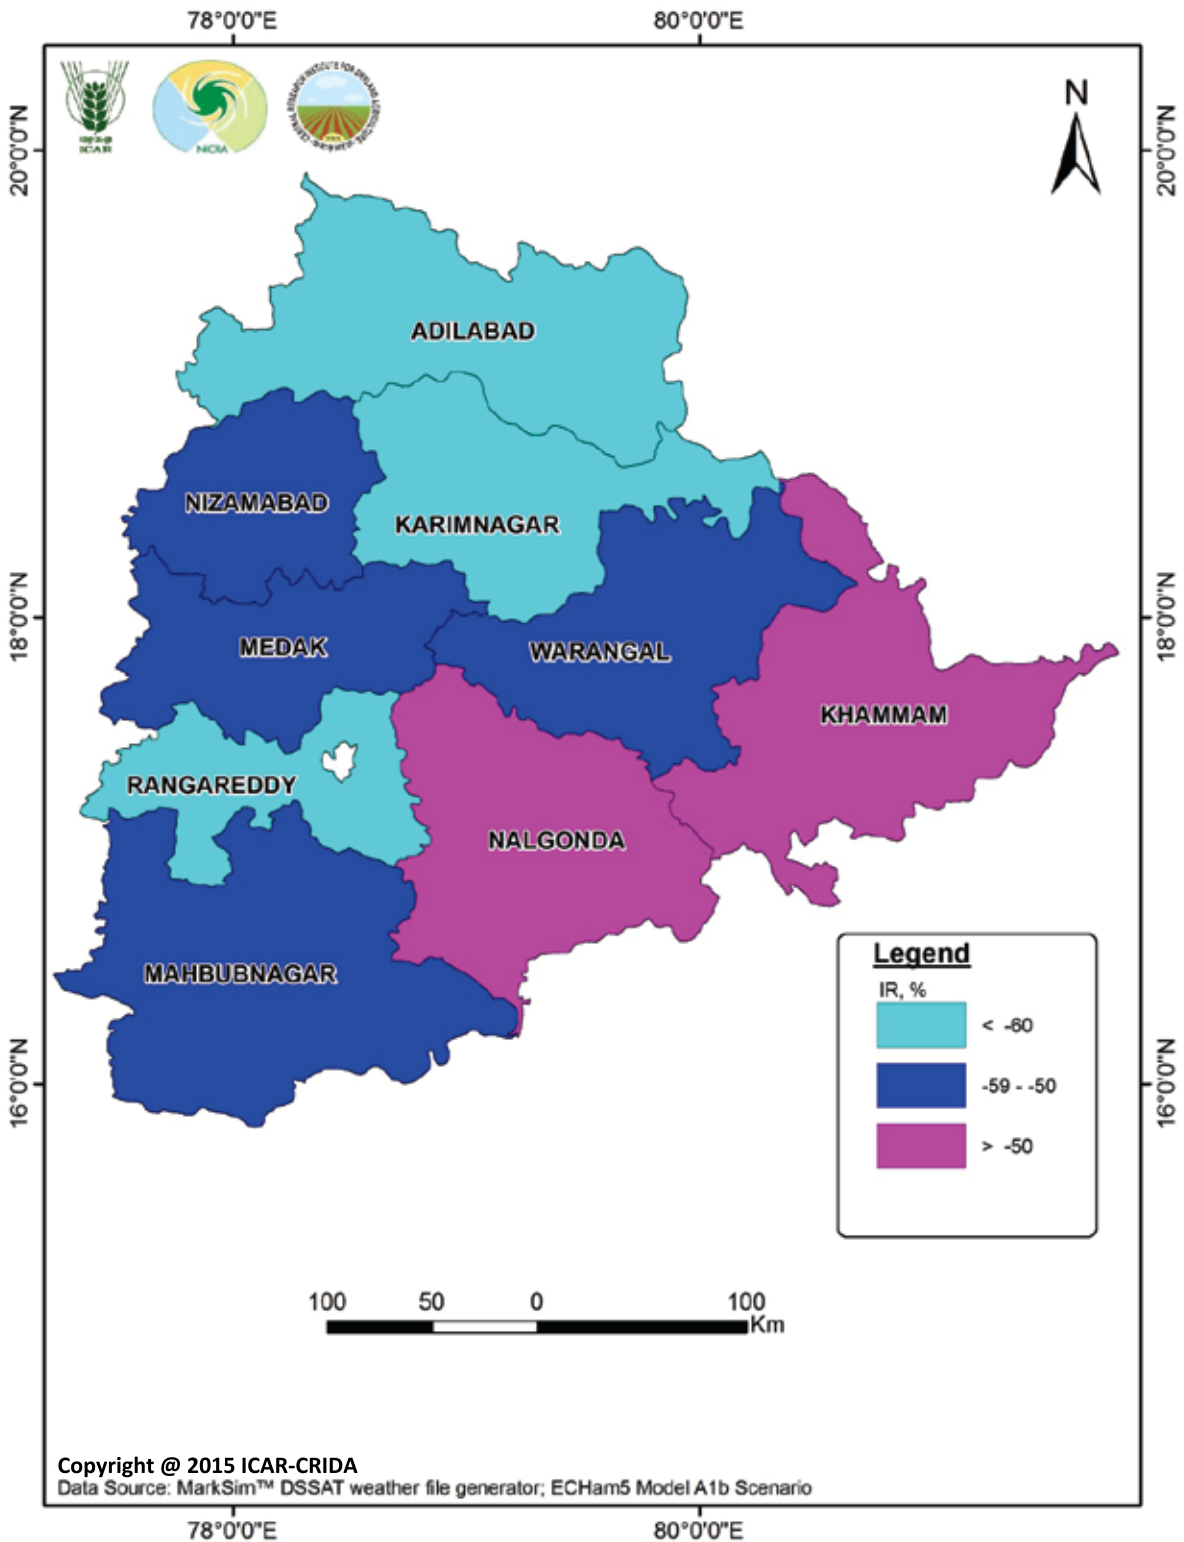 78°0'0"E 80°0'0"E
20°0'0"N 20°0'0"N
ICAR
NICRA
N
ADILABAD
NIZAMABAD
KARIMNAGAR
18°0'0"N 18°0'0"N
MEDAK
WARANGAL
KHAMMAM
RANGAREDDY
NALGONDA
MAHBUBNAGAR
16°0'0"N 16°0'0"N
Legend
IR, %
< -60
-59 - -50
> -50
100 50 0 100
Km
Copyright @ 2015 ICAR-CRIDA
Data Source: MarkSim™ DSSAT weather file generator; ECHam5 Model A1b Scenario
78°0'0"E 80°0'0"E